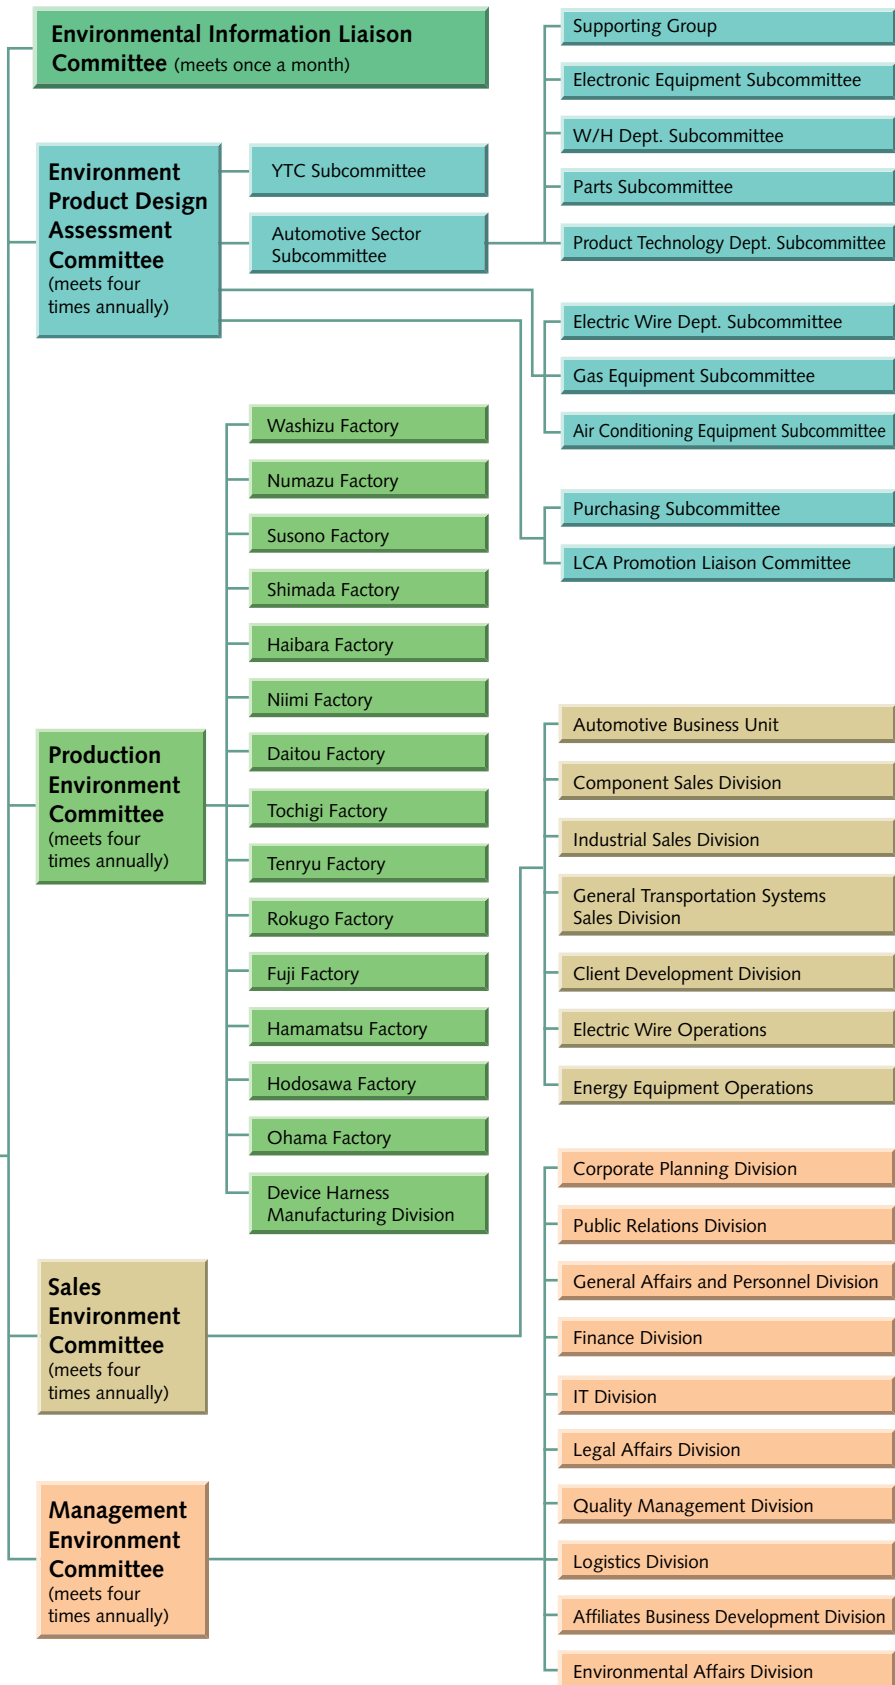 Environmental Information Liaison
Committee (meets once a month)
Environment
Product Design
Assessment
Committee
(meets four
times annually)
YTC Subcommittee
Automotive Sector
Subcommittee
Supporting Group
Electronic Equipment Subcommittee
W/H Dept. Subcommittee
Parts Subcommittee
Product Technology Dept. Subcommittee
Electric Wire Dept. Subcommittee
Gas Equipment Subcommittee
Air Conditioning Equipment Subcommittee
Purchasing Subcommittee
LCA Promotion Liaison Committee
Production
Environment
Committee
(meets four
times annually)
Washizu Factory
Numazu Factory
Susono Factory
Shimada Factory
Haibara Factory
Niimi Factory
Daitou Factory
Tochigi Factory
Tenryu Factory
Rokugo Factory
Fuji Factory
Hamamatsu Factory
Hodosawa Factory
Ohama Factory
Device Harness
Manufacturing Division
Sales
Environment
Committee
(meets four
times annually)
Automotive Business Unit
Component Sales Division
Industrial Sales Division
General Transportation Systems
Sales Division
Client Development Division
Electric Wire Operations
Energy Equipment Operations
Management
Environment
Committee
(meets four
times annually)
Corporate Planning Division
Public Relations Division
General Affairs and Personnel Division
Finance Division
IT Division
Legal Affairs Division
Quality Management Division
Logistics Division
Affiliates Business Development Division
Environmental Affairs Division